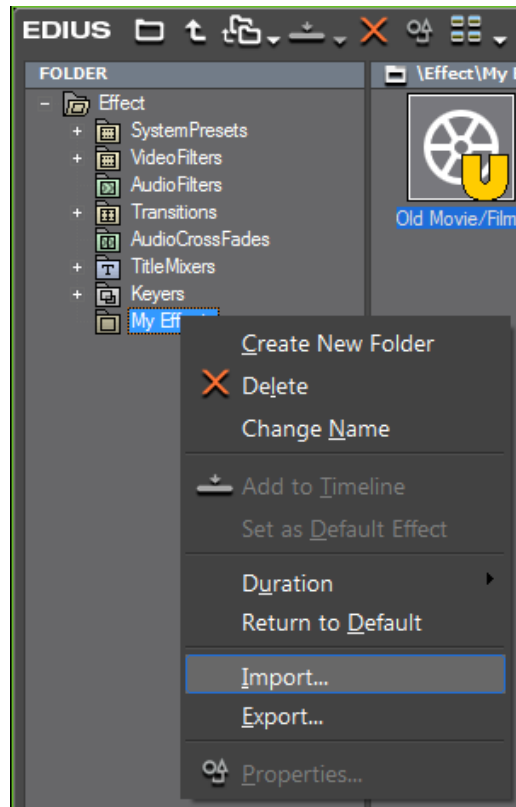 EDIUS
FOLDER
\Effect\My
Effect
SystemPresets
VideoFilters
AudioFilters
Transitions
AudioCrossFades
TitleMixers
Keyers
My Eff
U
Old Movie/Film
Create New Folder
Delete
Change Name
Add to Timeline
Set as Default Effect
Duration
Return to Default
Import...
Export...
Properties...